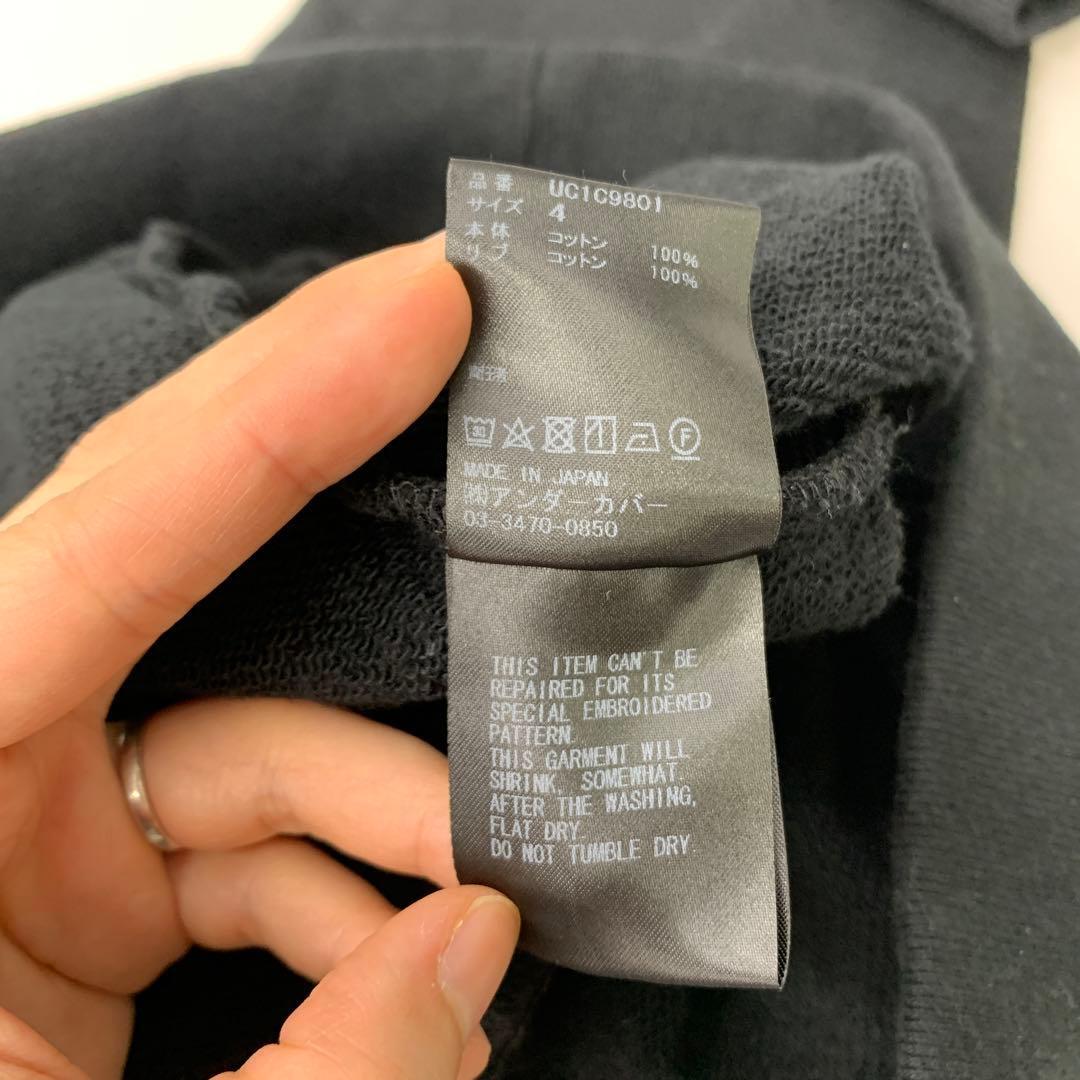 品番 UC1C9801
サイズ 4
本体 コットン 100%
リブ コットン 100%
30 F
MADE IN JAPAN
㈱アンダーカバー
03-3470-0850
THIS ITEM CAN'T BE
REPAIRED FOR ITS
SPECIAL EMBROIDERED
PATTERN.
THIS GARMENT WILL
SHRINK, SOMEWHAT
AFTER THE WASHING,
FLAT DRY
DO NOT TUMBLE DRY